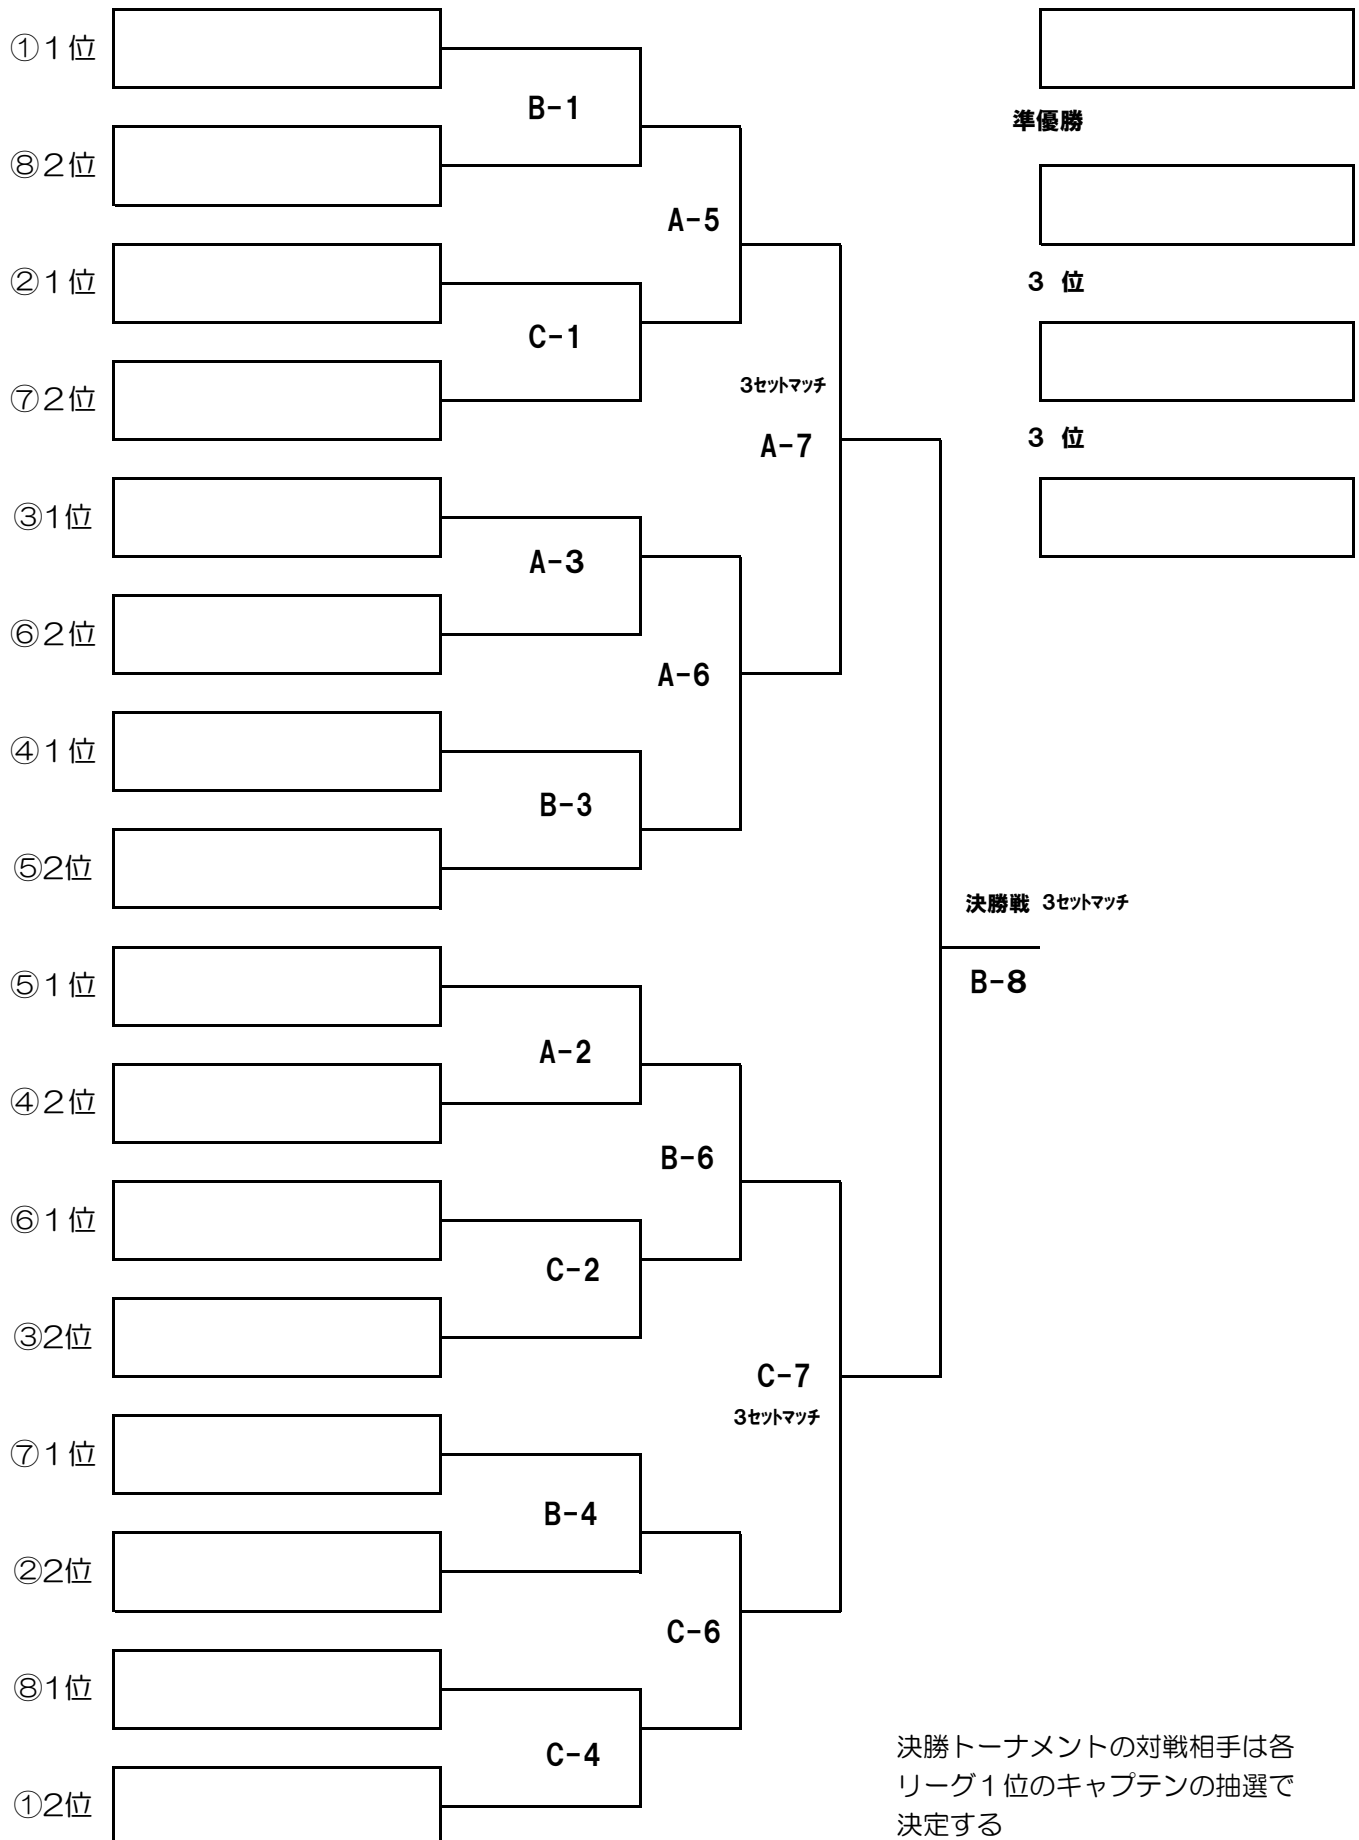 ①１位
B-1
準優勝
⑧２位
A-5
②１位
3 位
C-1
⑦２位
3セットマッチ
A-7
3 位
③1位
A-3
⑥２位
A-6
④１位
B-3
⑤2位
決勝戦 3セットマッチ
⑤１位
B-8
A-2
④２位
B-6
⑥１位
C-2
③2位
C-7
3セットマッチ
⑦１位
B-4
②2位
C-6
⑧1位
C-4
①2位
決勝トーナメントの対戦相手は各
リーグ１位のキャプテンの抽選で
決定する